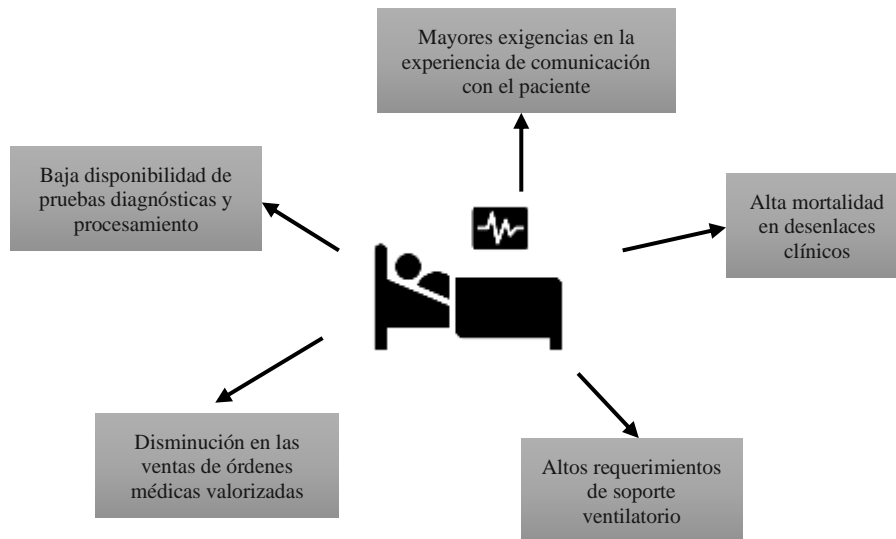 Mayores exigencias en la
experiencia de comunicación
con el paciente
Baja disponibilidad de
pruebas diagnósticas y
procesamiento
Alta mortalidad
en desenlaces
clínicos
Disminución en las
ventas de órdenes
médicas valorizadas
Altos requerimientos
de soporte
ventilatorio